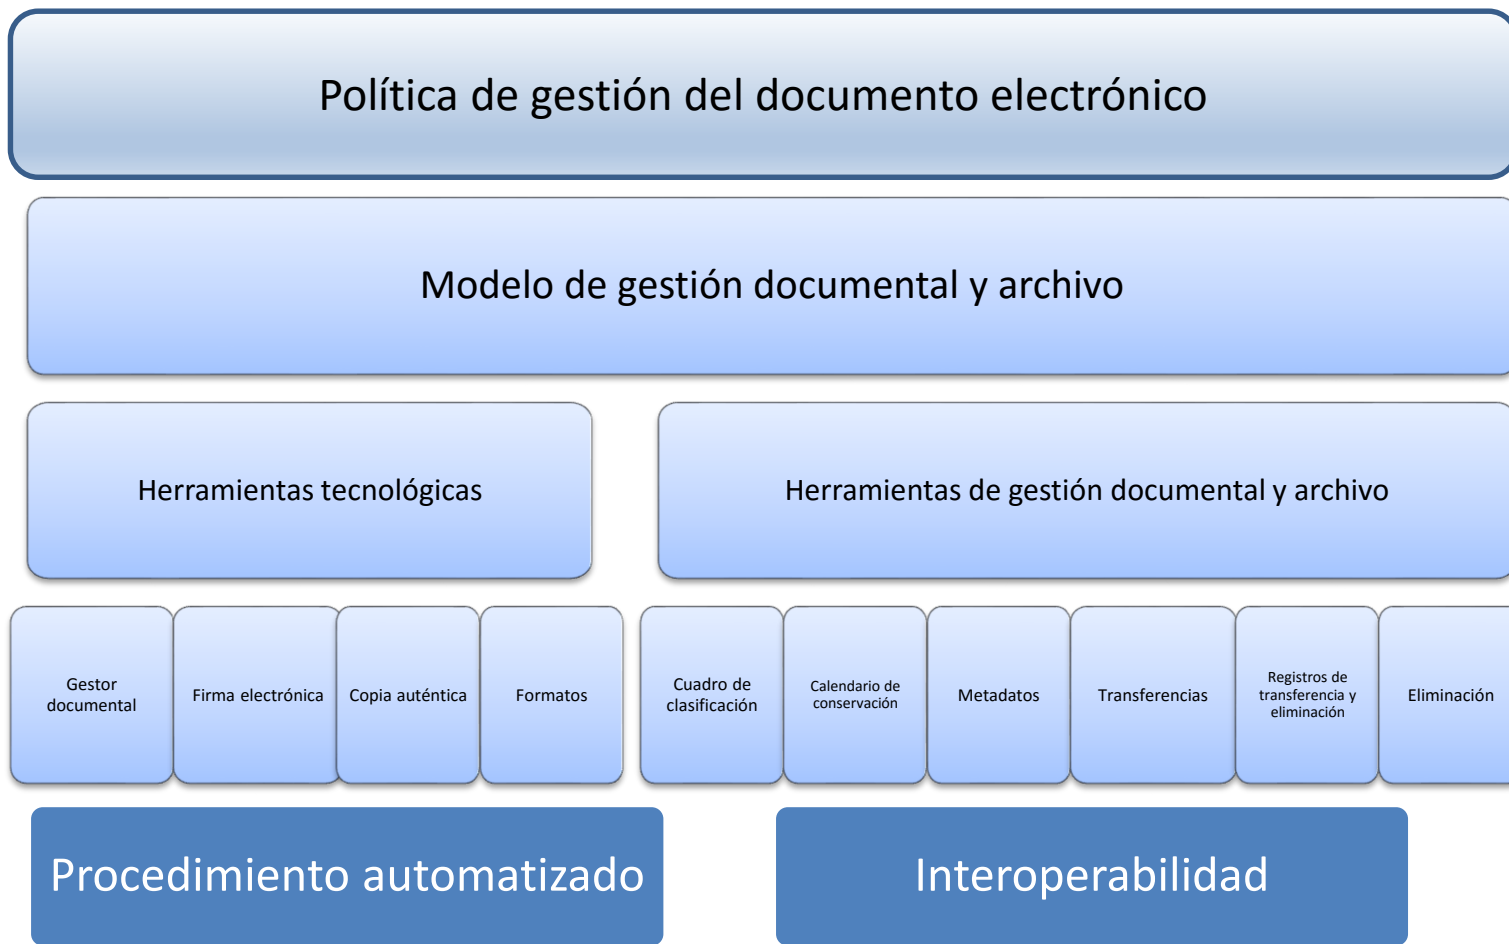 Política de gestión del documento electrónico
Modelo de gestión documental y archivo
Herramientas tecnológicas
Herramientas de gestión documental y archivo
Gestor
documental
Firma electrónica
Copia auténtica
Formatos
Cuadro de
clasificación
Calendario de
conservación
Metadatos
Transferencias
Registros de
transferencia y
eliminación
Eliminación
Procedimiento automatizado
Interoperabilidad